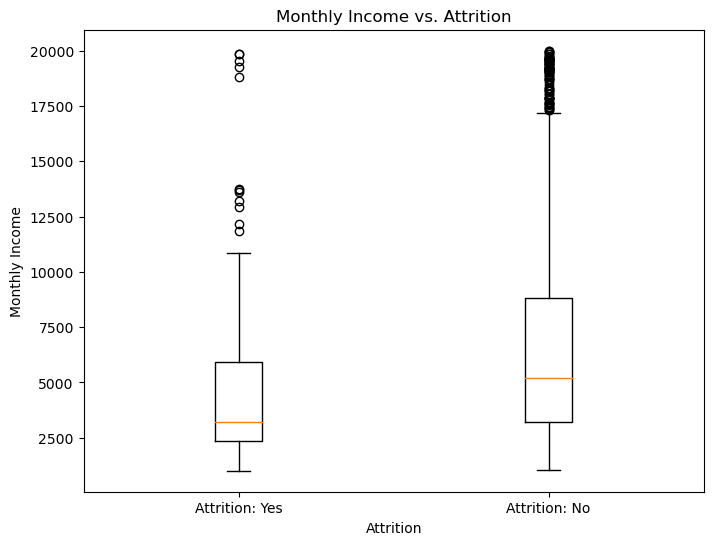 Monthly Income vs. Attrition
20000
17500
15000
12500
10000
7500
5000
2500
Monthly Income
Attrition: Yes
Attrition: No
Attrition